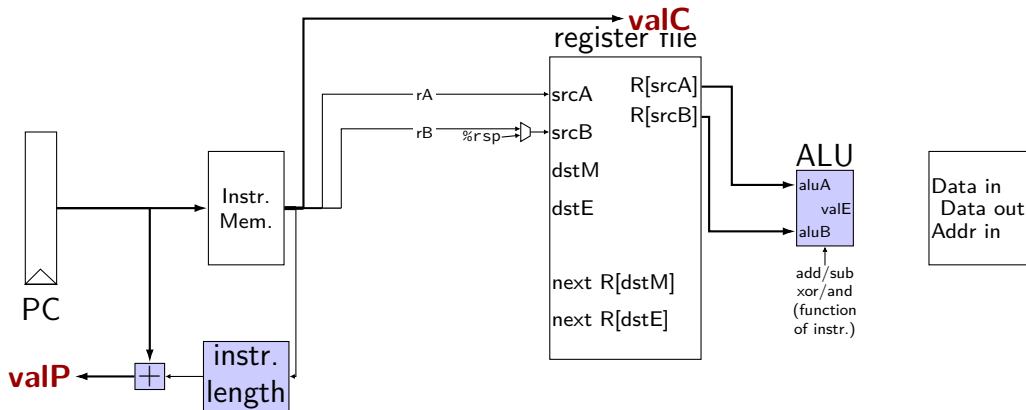 valC
register file
rA
srcA
R[srcA]
R[srcB]
rB
%rsp
srcB
ALU
dstM
Instr.
Mem.
aluA
valE
aluB
Data in
Data out
Addr in
dstE
add/sub
xor/and
(function
of instr.)
next R[dstM]
next R[dstE]
PC
valP
+
instr.
length